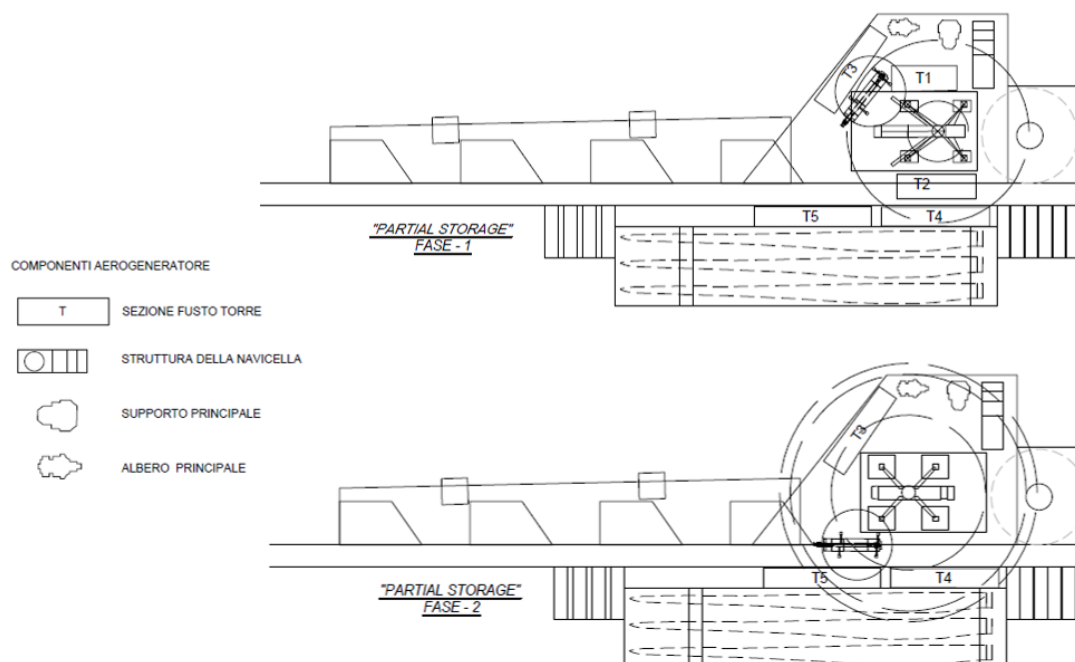 T3
T1
T2
T5
T4
"PARTIAL STORAGE"
FASE - 1
COMPONENTI AEROGENERATORE
T
SEZIONE FUSTO TORRE
STRUTTURA DELLA NAVICELLA
SUPPORTO PRINCIPALE
ALBERO PRINCIPALE
T3
T5
T4
"PARTIAL STORAGE"
FASE - 2